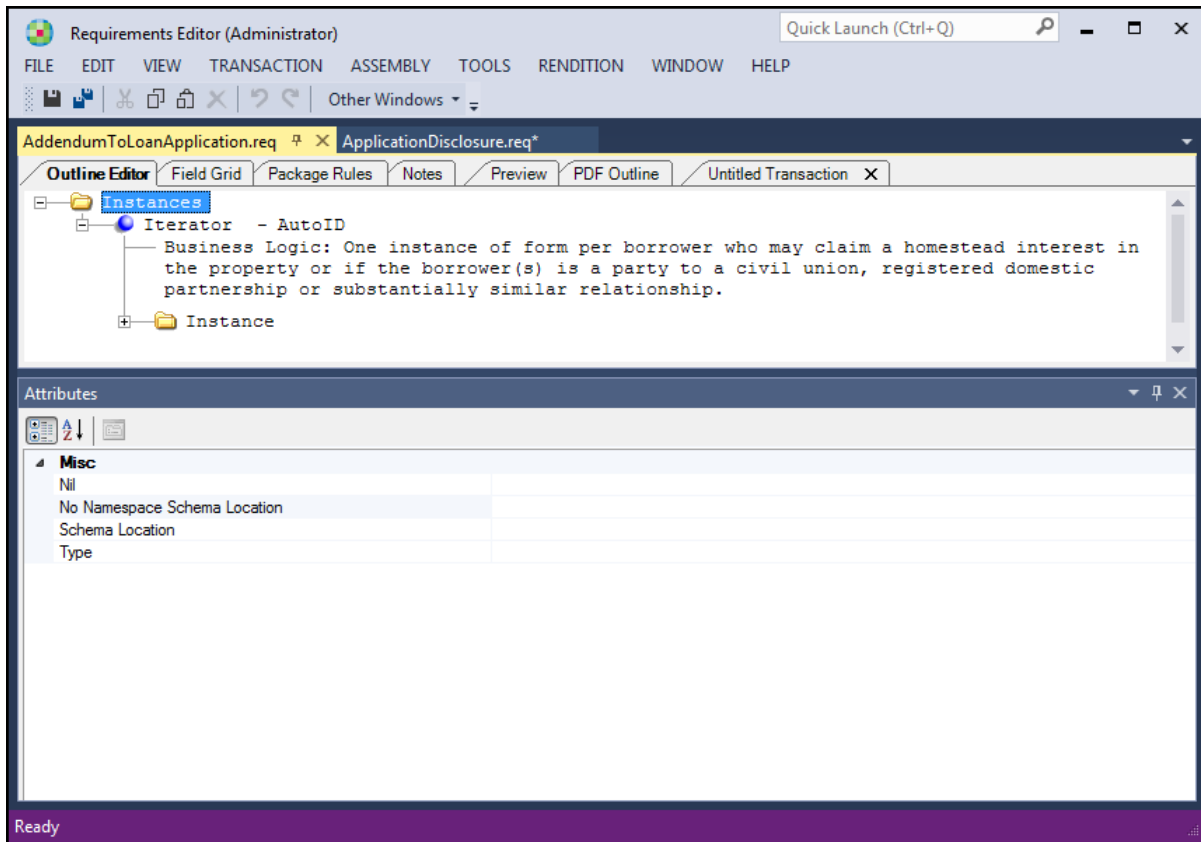 Requirements Editor (Administrator)
Quick Launch (Ctrl+Q)
FILE EDIT VIEW TRANSACTION ASSEMBLY TOOLS RENDITION WINDOW HELP
Other Windows
AddendumToLoanApplication.req ApplicationDisclosure.req*
Outline Editor Field Grid Package Rules Notes Preview PDF Outline Untitled Transaction X
Instances
Iterator - AutoID
Business Logic: One instance of form per borrower who may claim a homestead interest in
the property or if the borrower(s) is a party to a civil union, registered domestic
partnership or substantially similar relationship.
Instance
Attributes
Misc
Nil
No Namespace Schema Location
Schema Location
Type
Ready